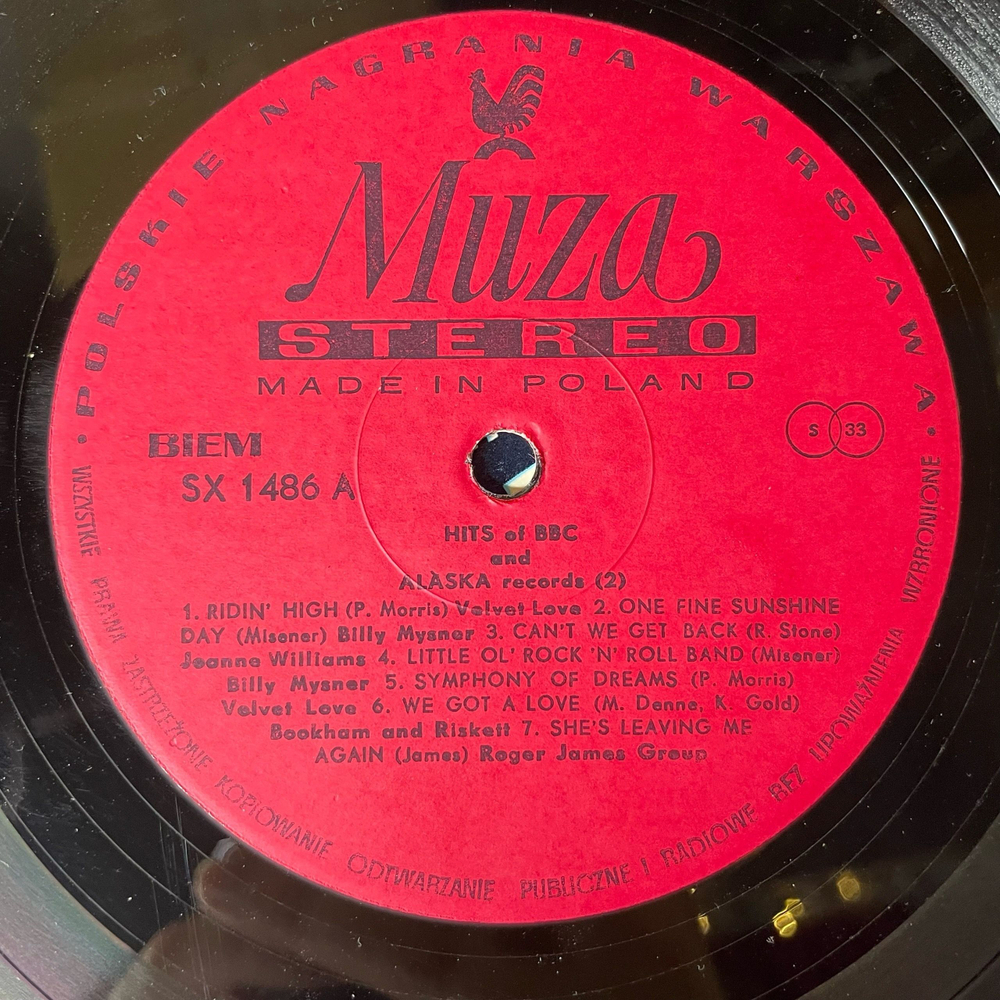 • POLSKIE NAGRANIA WARSZAWA •
Muza
STEREO
MADE IN POLAND
BIEM
S 33
SX 1486 A
HITS of BBC
and
ALASKA records (2)
1. RIDIN' HIGH (P. Morris) Velvet Love 2. ONE FINE SUNSHINE
DAY (Misener) Billy Mysner 3. CAN'T WE GET BACK (R. Stone)
Jeanne Williams 4. LITTLE OL' ROCK 'N' ROLL BAND (Misener)
Billy Mysner 5. SYMPHONY OF DREAMS (P. Morris)
Velvet Love 6. WE GOT A LOVE (M. Denne, K. Gold)
Bookham and Riskett 7. SHE'S LEAVING ME
AGAIN (James) Roger James Group
WSZYSTKIE PRAWA ZASTRZEŻONE KOPIOWANIE ODTWARZANIE PUBLICZNE I RADIOWE BEZ UPOWAŻNIENIA WZBRONIONE